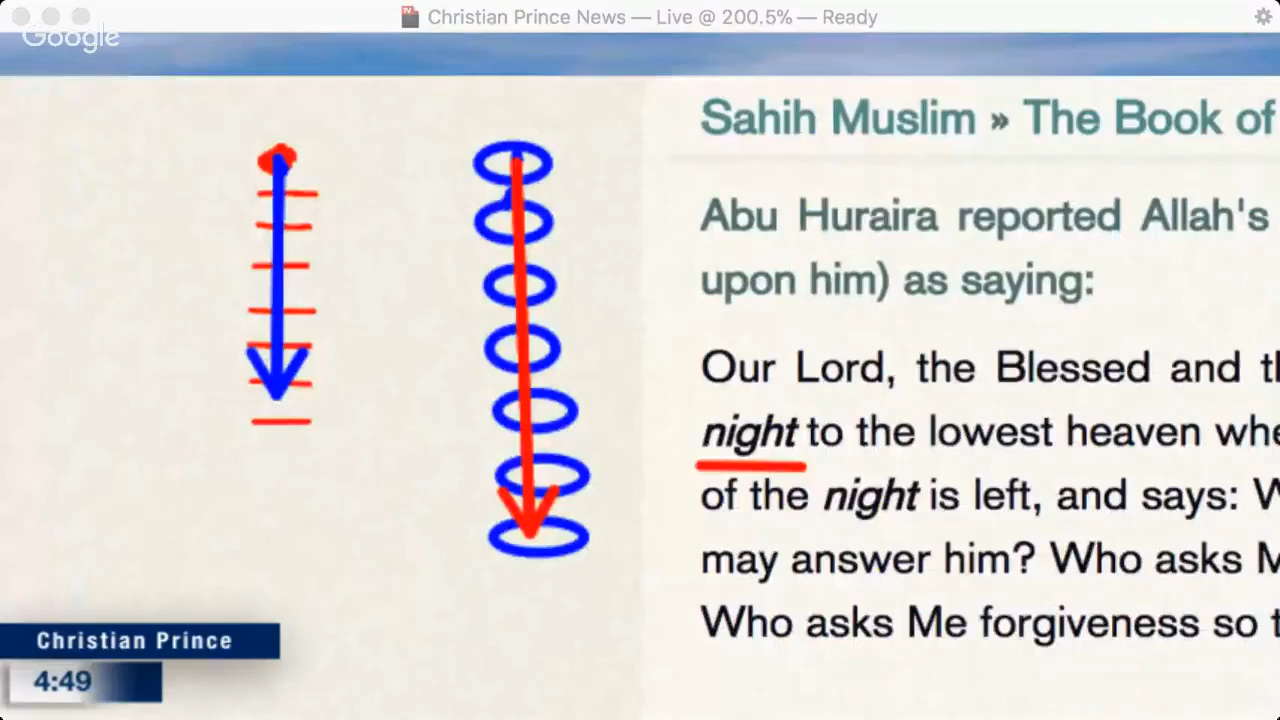 Christian Prince News — Live @ 200.5% — Ready
Google
Sahih Muslim » The Book of
Abu Huraira reported Allah's
upon him) as saying:
Our Lord, the Blessed and th
night to the lowest heaven whe
of the night is left, and says: W
may answer him? Who asks M
Who asks Me forgiveness so t
Christian Prince
4:49